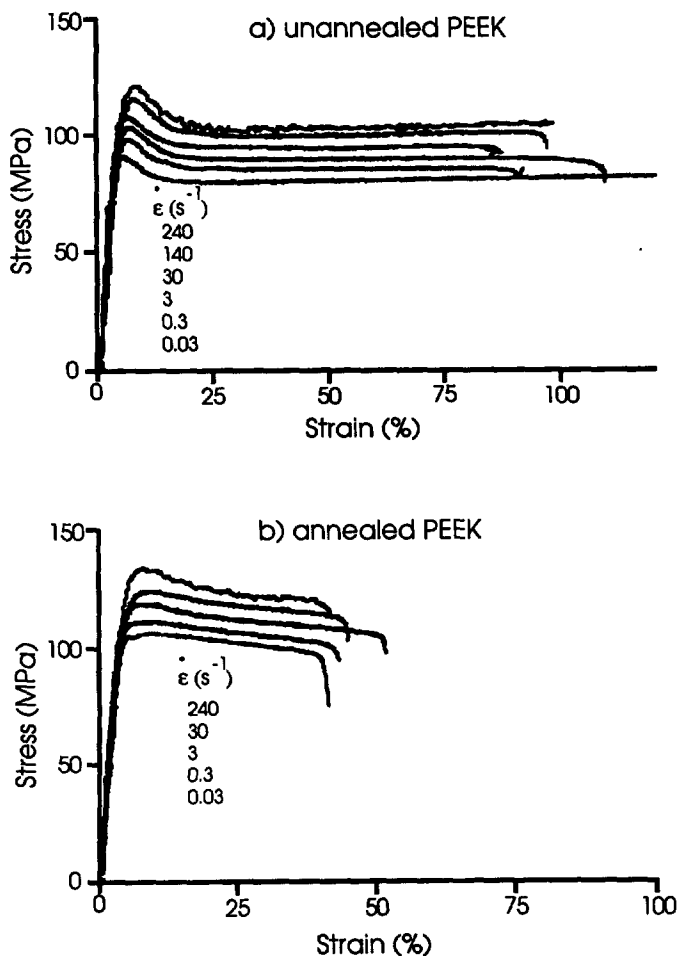 a) unannealed PEEK
150
100
50
0
Stress (MPa)
ε̇ (s⁻¹)
240
140
30
3
0.3
0.03
0 25 50 75 100
Strain (%)
b) annealed PEEK
150
100
50
0
Stress (MPa)
ε̇ (s⁻¹)
240
30
3
0.3
0.03
0 25 50 75 100
Strain (%)